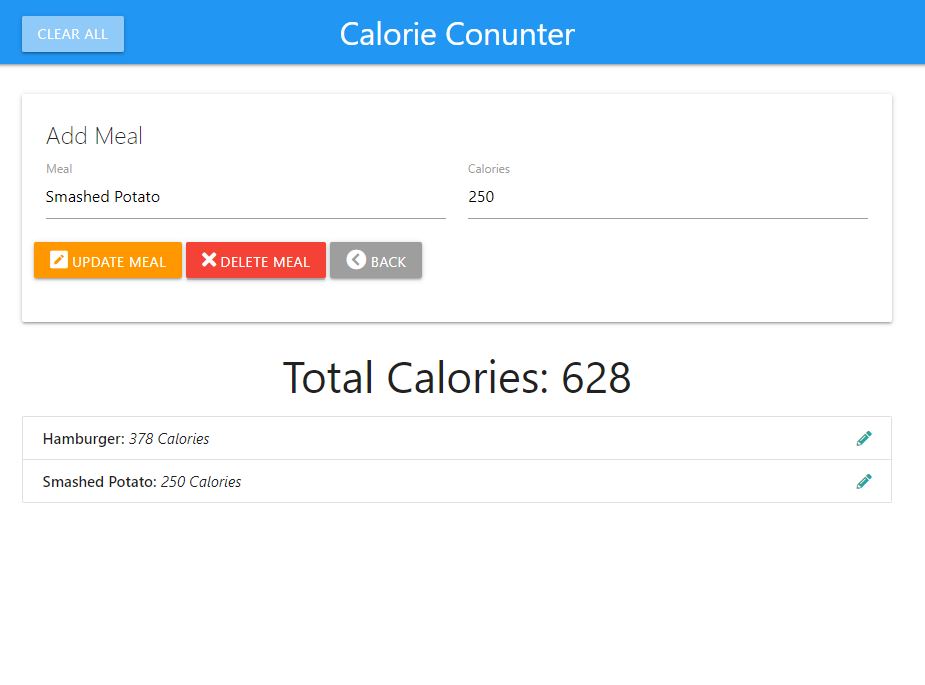 CLEAR ALL
Calorie Conunter
Add Meal
Meal
Calories
Smashed Potato
250
UPDATE MEAL
DELETE MEAL
BACK
Total Calories: 628
Hamburger: 378 Calories
Smashed Potato: 250 Calories